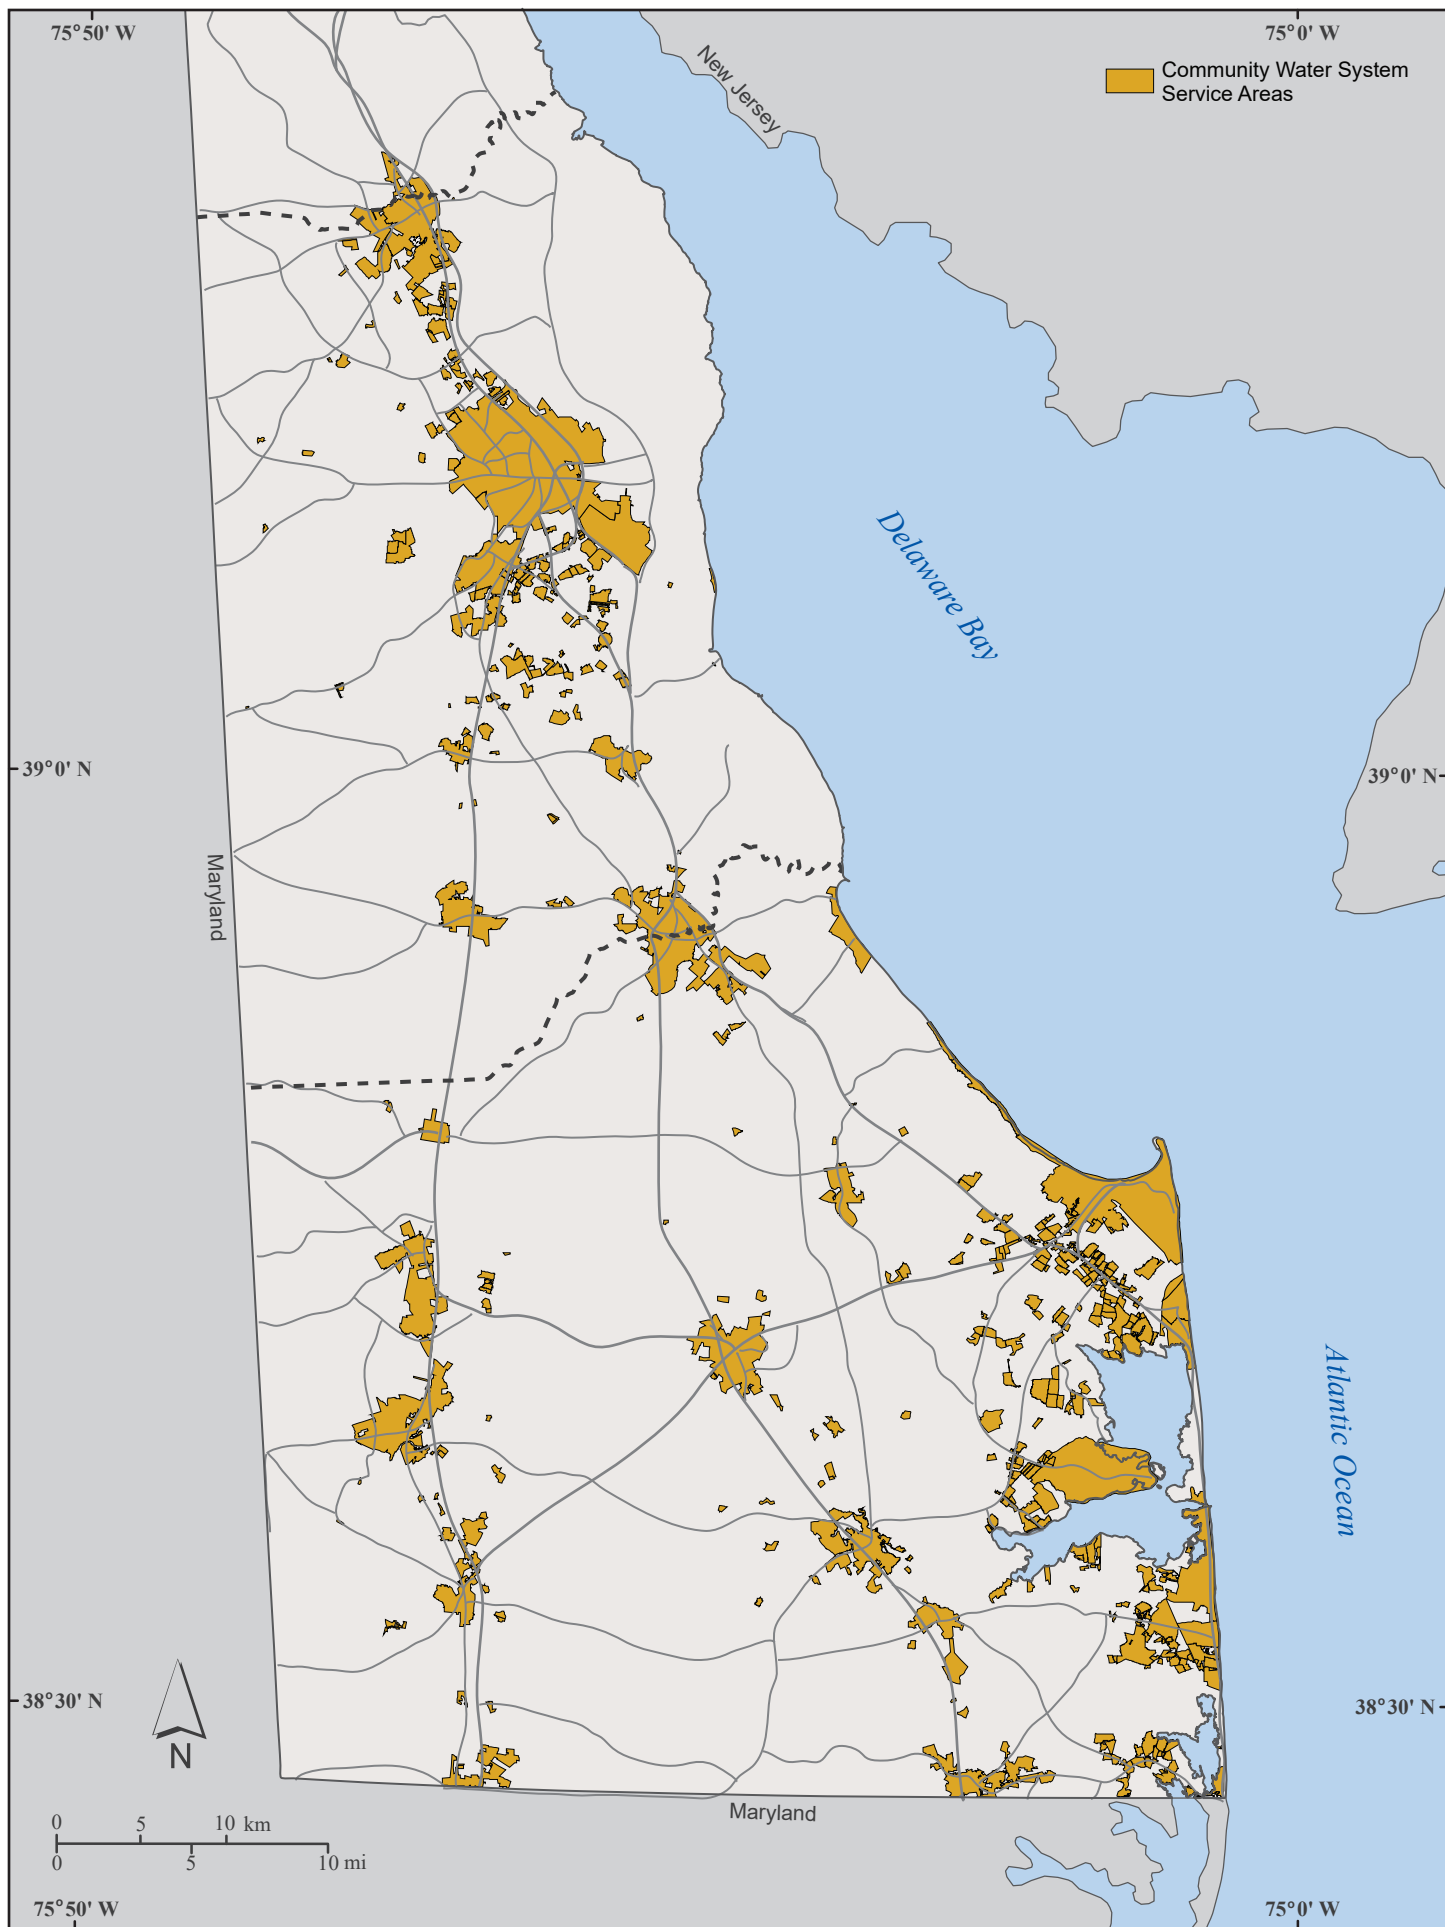 75°50' W
75°0' W
New Jersey
Community Water System
Service Areas
Delaware Bay
39°0' N
39°0' N
Maryland
Atlantic Ocean
38°30' N
38°30' N
N
Maryland
0 5 10 km
0 5 10 mi
75°50' W
75°0' W